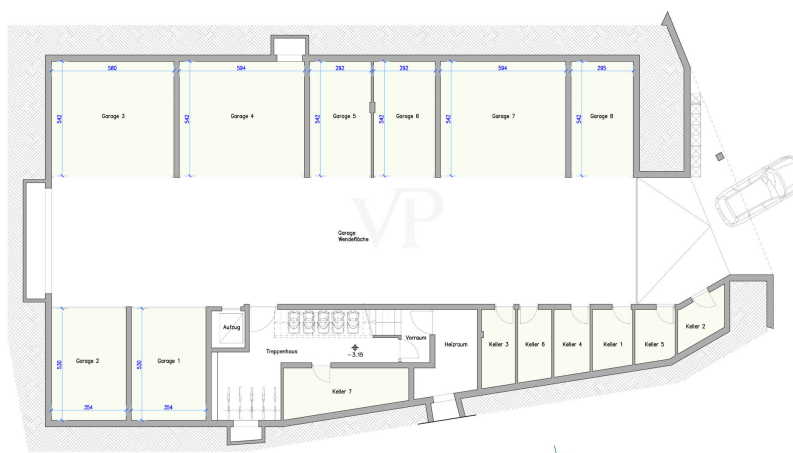 580
594
292
292
594
295
542
Garage 3
542
Garage 4
542
Garage 5
542
Garage 6
542
Garage 7
542
Garage 8
VP
Garage
Wendefläche
530
Garage 2
354
530
Garage 1
354
Aufzug
Treppenhaus
-3.15
Vorraum
Heizraum
Keller 7
Keller 3
Keller 6
Keller 4
Keller 1
Keller 5
Keller 2